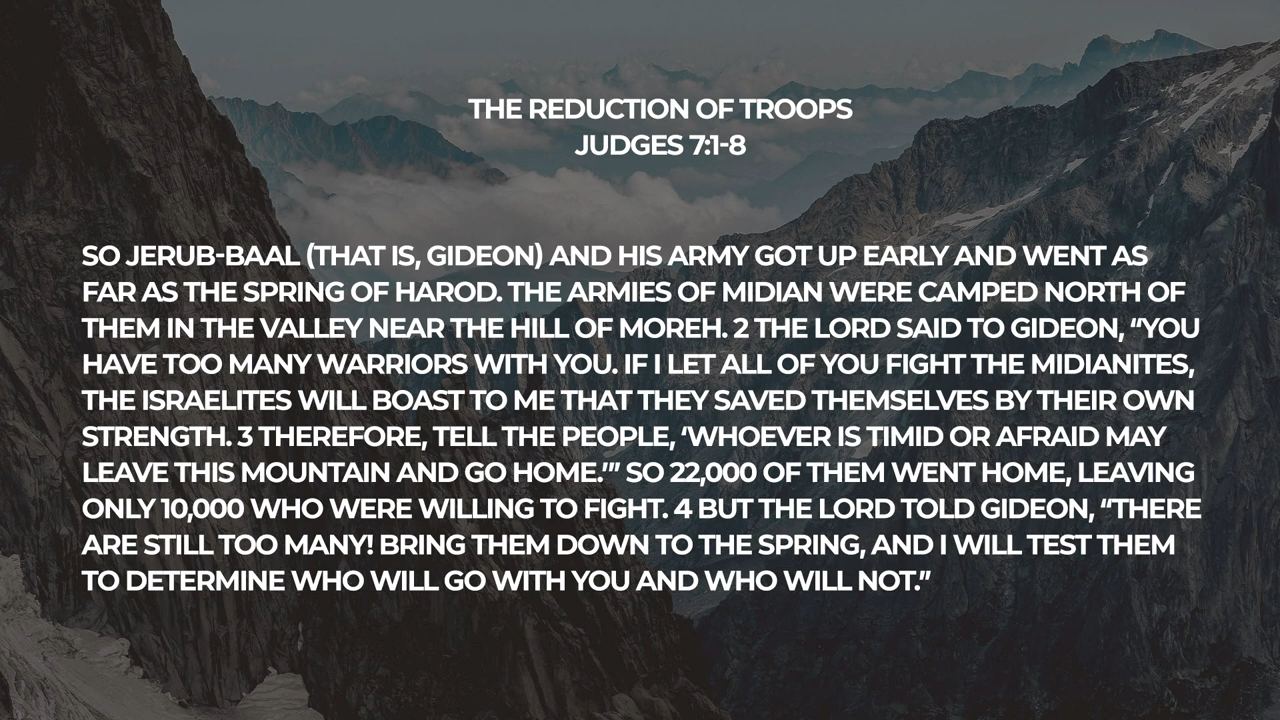 THE REDUCTION OF TROOPS
JUDGES 7:1-8
SO JERUB-BAAL (THAT IS, GIDEON) AND HIS ARMY GOT UP EARLY AND WENT AS
FAR AS THE SPRING OF HAROD. THE ARMIES OF MIDIAN WERE CAMPED NORTH OF
THEM IN THE VALLEY NEAR THE HILL OF MOREH. 2 THE LORD SAID TO GIDEON, “YOU
HAVE TOO MANY WARRIORS WITH YOU. IF I LET ALL OF YOU FIGHT THE MIDIANITES,
THE ISRAELITES WILL BOAST TO ME THAT THEY SAVED THEMSELVES BY THEIR OWN
STRENGTH. 3 THEREFORE, TELL THE PEOPLE, ‘WHOEVER IS TIMID OR AFRAID MAY
LEAVE THIS MOUNTAIN AND GO HOME.’” SO 22,000 OF THEM WENT HOME, LEAVING
ONLY 10,000 WHO WERE WILLING TO FIGHT. 4 BUT THE LORD TOLD GIDEON, “THERE
ARE STILL TOO MANY! BRING THEM DOWN TO THE SPRING, AND I WILL TEST THEM
TO DETERMINE WHO WILL GO WITH YOU AND WHO WILL NOT.”